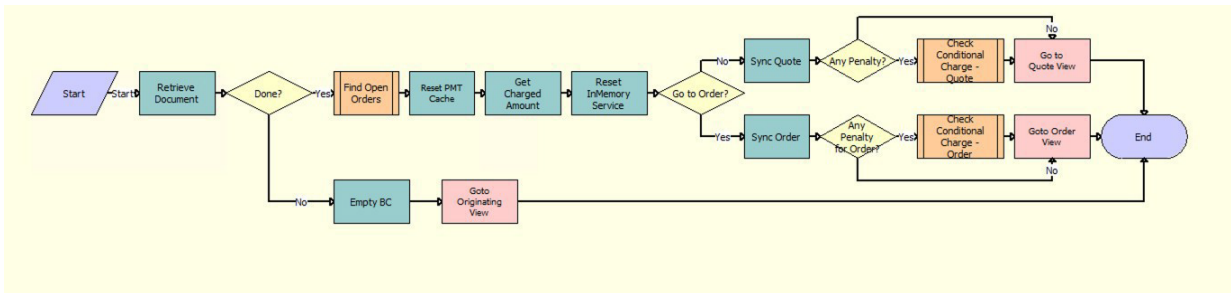 No
No
Sync Quote
Any Penalty?
Yes
Check
Conditional
Charge -
Quote
Go to
Quote View
Start
Start
Retrieve
Document
Done?
Yes
Find Open
Orders
Reset PMT
Cache
Get
Charged
Amount
Reset
InMemory
Service
Go to Order?
Yes
Sync Order
Any
Penalty
for Order?
Yes
Check
Conditional
Charge -
Order
Goto Order
View
End
No
No
Empty BC
Goto
Originating
View